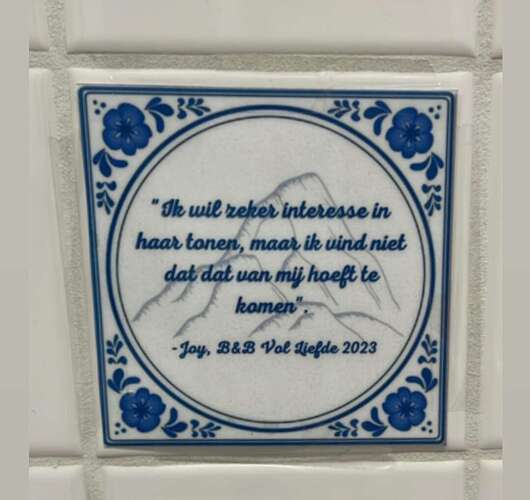 "Ik wil zeker interesse in
haar tonen, maar ik vind niet
dat dat van mij hoeft te
komen".
-Joy, B&B Vol Liefde 2023